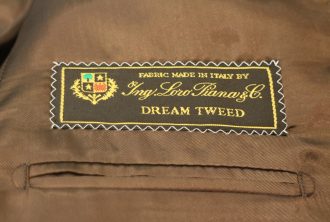 FABRIC MADE IN ITALY BY
Ing. Loro Piana & C.
DREAM TWEED